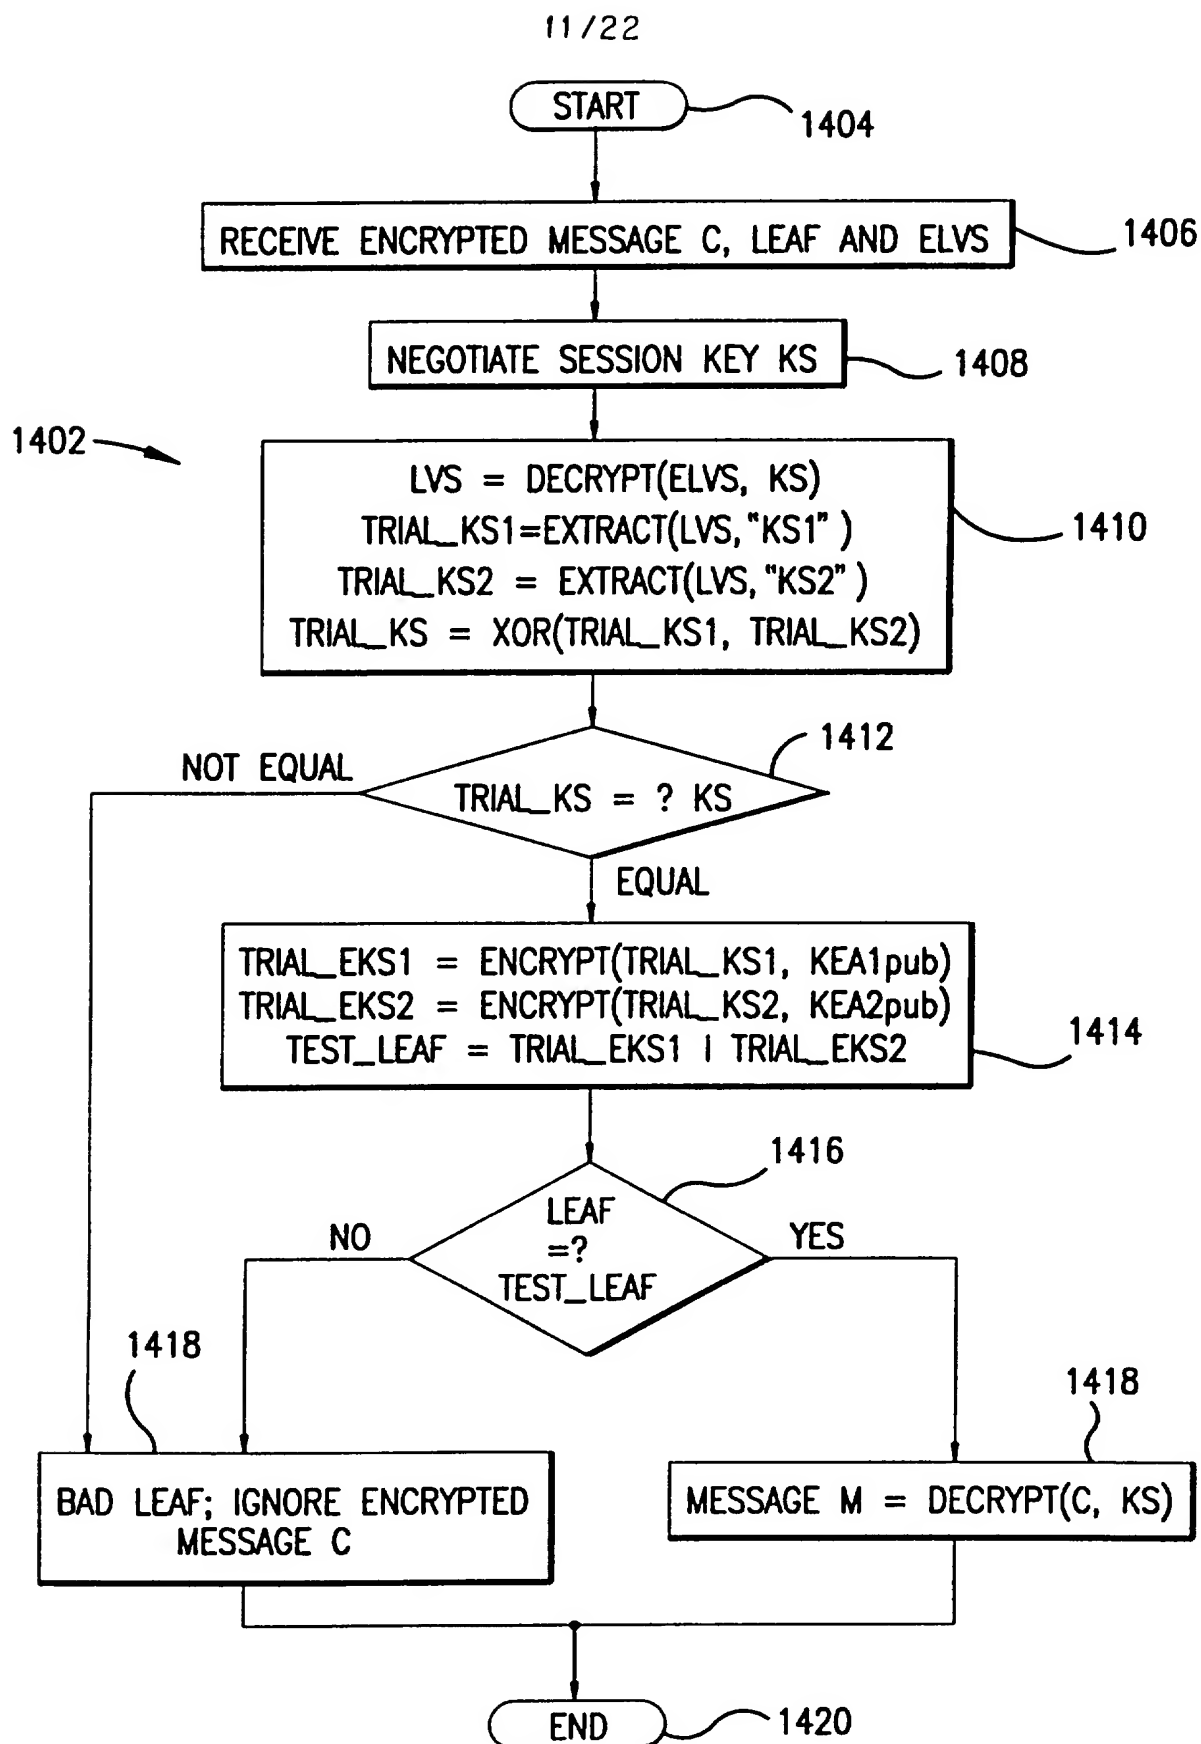 11/22
START
1404
RECEIVE ENCRYPTED MESSAGE C, LEAF AND ELVS
1406
NEGOTIATE SESSION KEY KS
1408
1402
LVS = DECRYPT(ELVS, KS)
TRIAL_KS1=EXTRACT(LVS,"KS1")
TRIAL_KS2 = EXTRACT(LVS,"KS2")
TRIAL_KS = XOR(TRIAL_KS1, TRIAL_KS2)
1410
1412
NOT EQUAL
TRIAL_KS = ? KS
EQUAL
TRIAL_EKS1 = ENCRYPT(TRIAL_KS1, KEA1pub)
TRIAL_EKS2 = ENCRYPT(TRIAL_KS2, KEA2pub)
TEST_LEAF = TRIAL_EKS1 | TRIAL_EKS2
1414
1416
LEAF
=?
TEST_LEAF
NO
YES
1418
1418
BAD LEAF; IGNORE ENCRYPTED
MESSAGE C
MESSAGE M = DECRYPT(C, KS)
END
1420